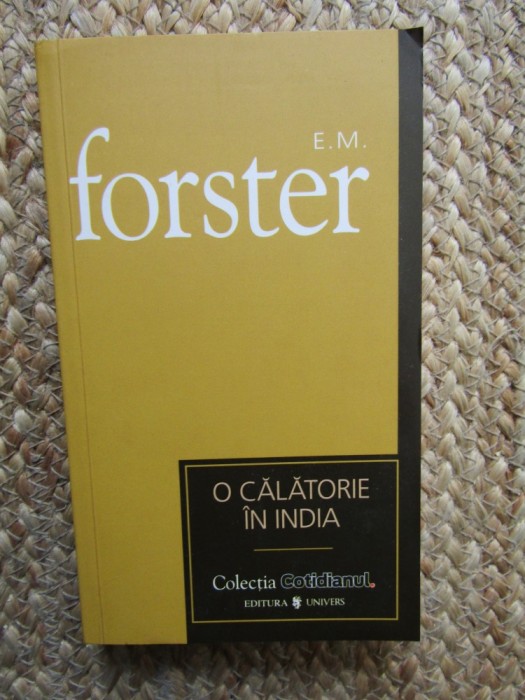 E.M.
forster
O CĂLĂTORIE
ÎN INDIA
Colecția Cotidianul.
EDITURA UNIVERS